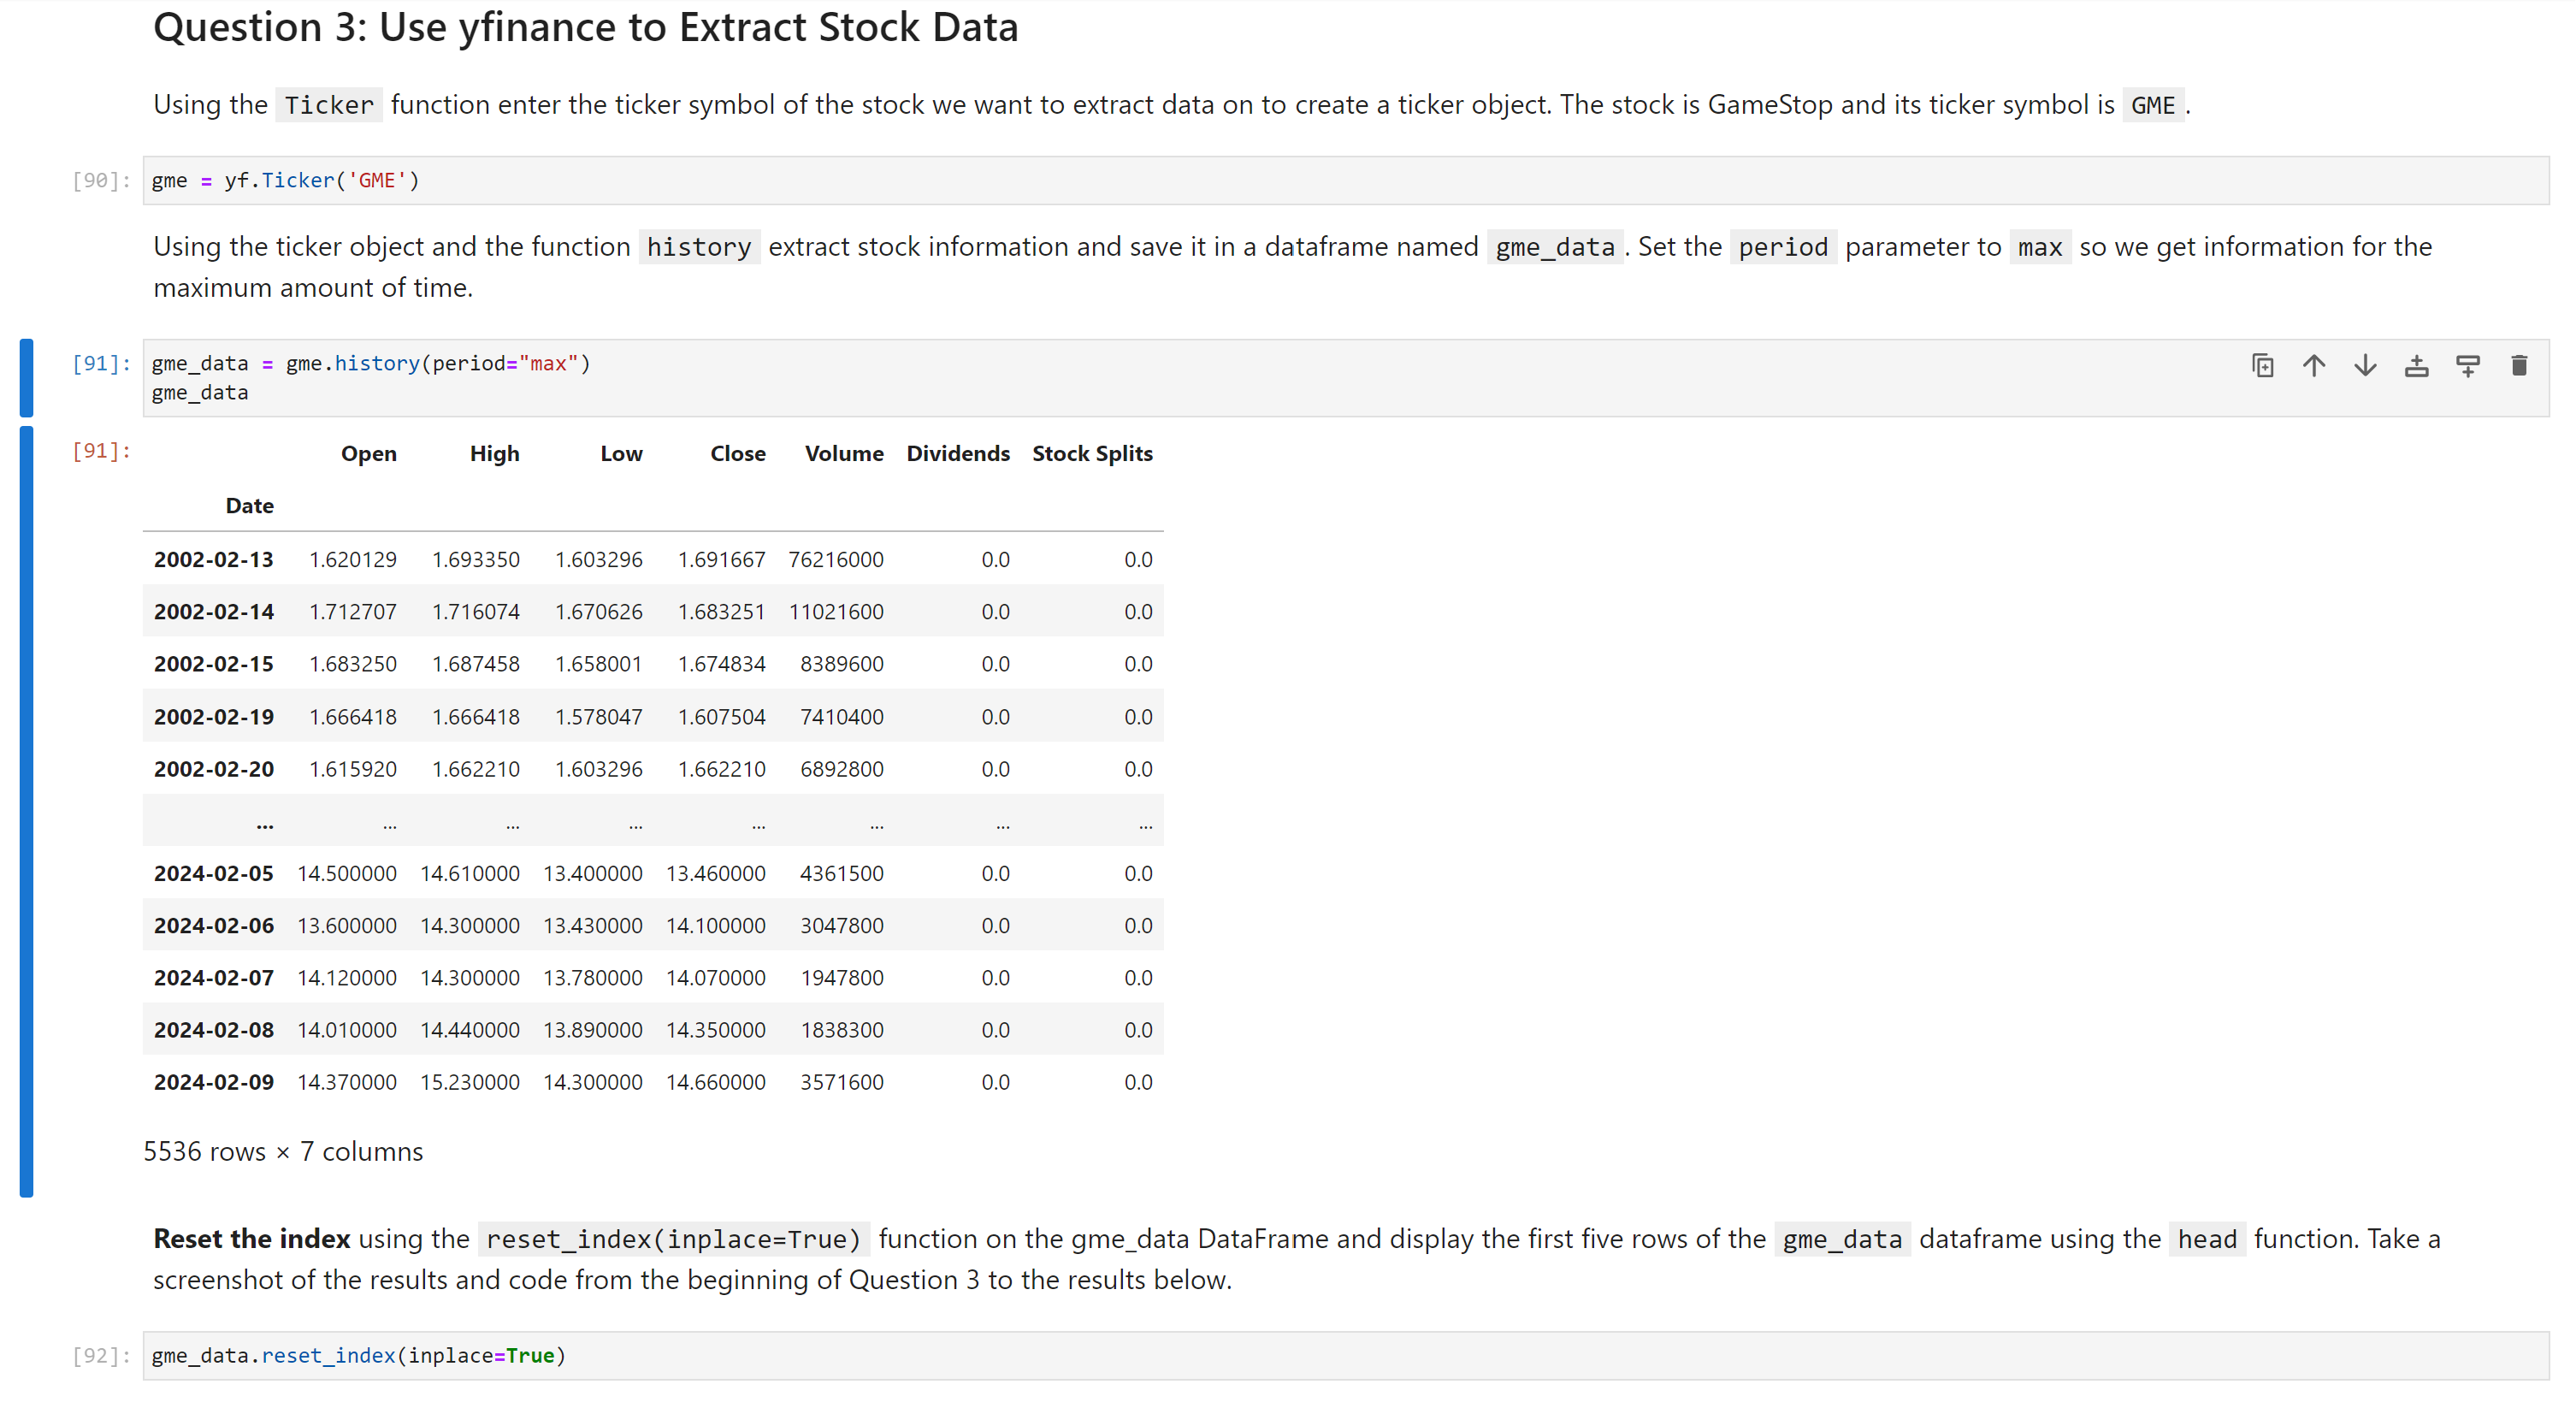 Question 3: Use yfinance to Extract Stock Data
Using the Ticker function enter the ticker symbol of the stock we want to extract data on to create a ticker object. The stock is GameStop and its ticker symbol is GME .
[90]: gme = yf.Ticker('GME')
Using the ticker object and the function history extract stock information and save it in a dataframe named gme_data . Set the period parameter to max so we get information for the
maximum amount of time.
[91]: gme_data = gme.history(period="max")
gme_data
[91]: Open High Low Close Volume Dividends Stock Splits
Date
2002-02-13 1.620129 1.693350 1.603296 1.691667 76216000 0.0 0.0
2002-02-14 1.712707 1.716074 1.670626 1.683251 11021600 0.0 0.0
2002-02-15 1.683250 1.687458 1.658001 1.674834 8389600 0.0 0.0
2002-02-19 1.666418 1.666418 1.578047 1.607504 7410400 0.0 0.0
2002-02-20 1.615920 1.662210 1.603296 1.662210 6892800 0.0 0.0
... ... ... ... ... ... ... ...
2024-02-05 14.500000 14.610000 13.400000 13.460000 4361500 0.0 0.0
2024-02-06 13.600000 14.300000 13.430000 14.100000 3047800 0.0 0.0
2024-02-07 14.120000 14.300000 13.780000 14.070000 1947800 0.0 0.0
2024-02-08 14.010000 14.440000 13.890000 14.350000 1838300 0.0 0.0
2024-02-09 14.370000 15.230000 14.300000 14.660000 3571600 0.0 0.0
5536 rows × 7 columns
Reset the index using the reset_index(inplace=True) function on the gme_data DataFrame and display the first five rows of the gme_data dataframe using the head function. Take a
screenshot of the results and code from the beginning of Question 3 to the results below.
[92]: gme_data.reset_index(inplace=True)